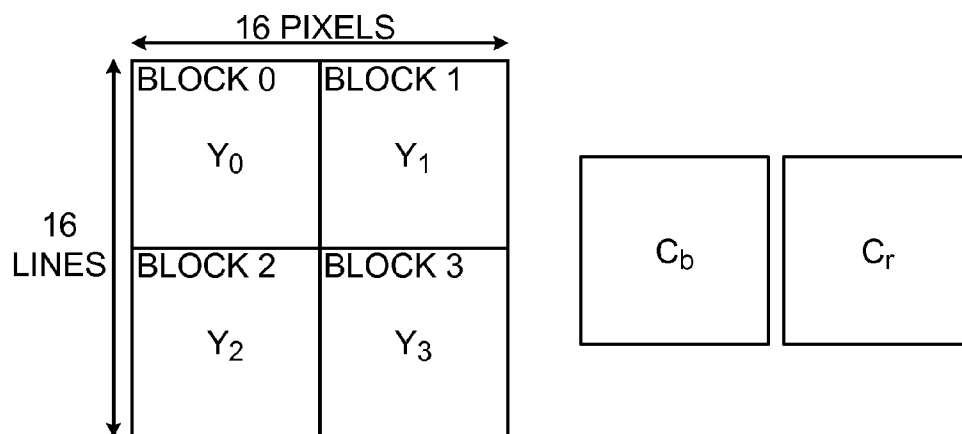 16 PIXELS
BLOCK 0 BLOCK 1
Y0 Y1
16
LINES
BLOCK 2 BLOCK 3
Y2 Y3
Cb Cr